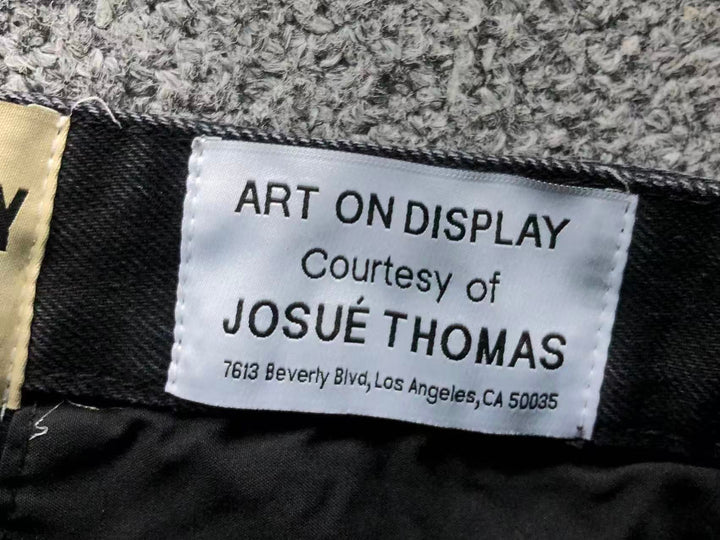 Y
ART ON DISPLAY
Courtesy of
JOSUÉ THOMAS
7613 Beverly Blvd, Los Angeles, CA 50035